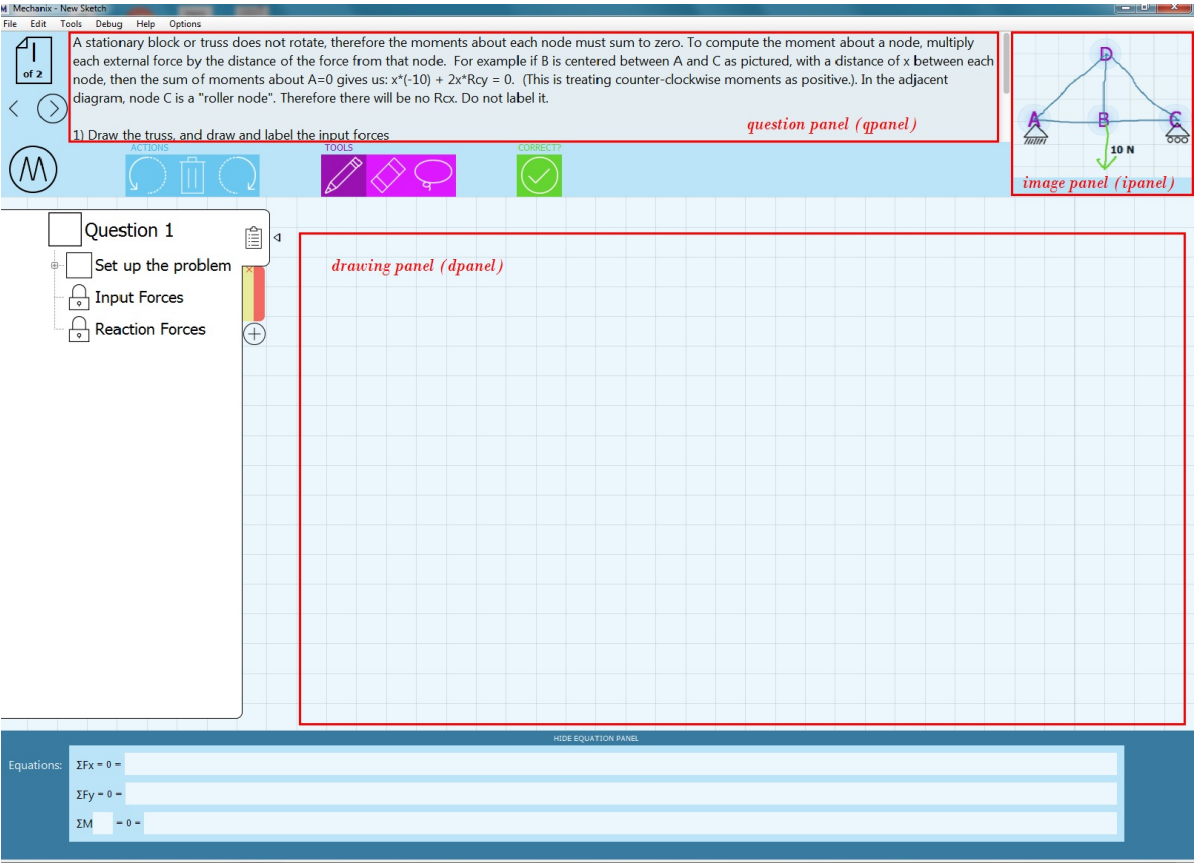 Mechanix - New Sketch
File Edit Tools Debug Help Options
1
of 2
A stationary block or truss does not rotate, therefore the moments about each node must sum to zero. To compute the moment about a node, multiply
each external force by the distance of the force from that node. For example if B is centered between A and C as pictured, with a distance of x between each
node, then the sum of moments about A=0 gives us: x*(-10) + 2x*Rcy = 0. (This is treating counter-clockwise moments as positive.). In the adjacent
diagram, node C is a "roller node". Therefore there will be no Rcx. Do not label it.
1) Draw the truss, and draw and label the input forces
question panel (qpanel)
D
A B C
10 N
image panel (ipanel)
M
ACTIONS TOOLS CORRECT?
Question 1
Set up the problem
Input Forces
Reaction Forces
drawing panel (dpanel)
HIDE EQUATION PANEL
Equations: ΣFx = 0 =
ΣFy = 0 =
ΣM = 0 =